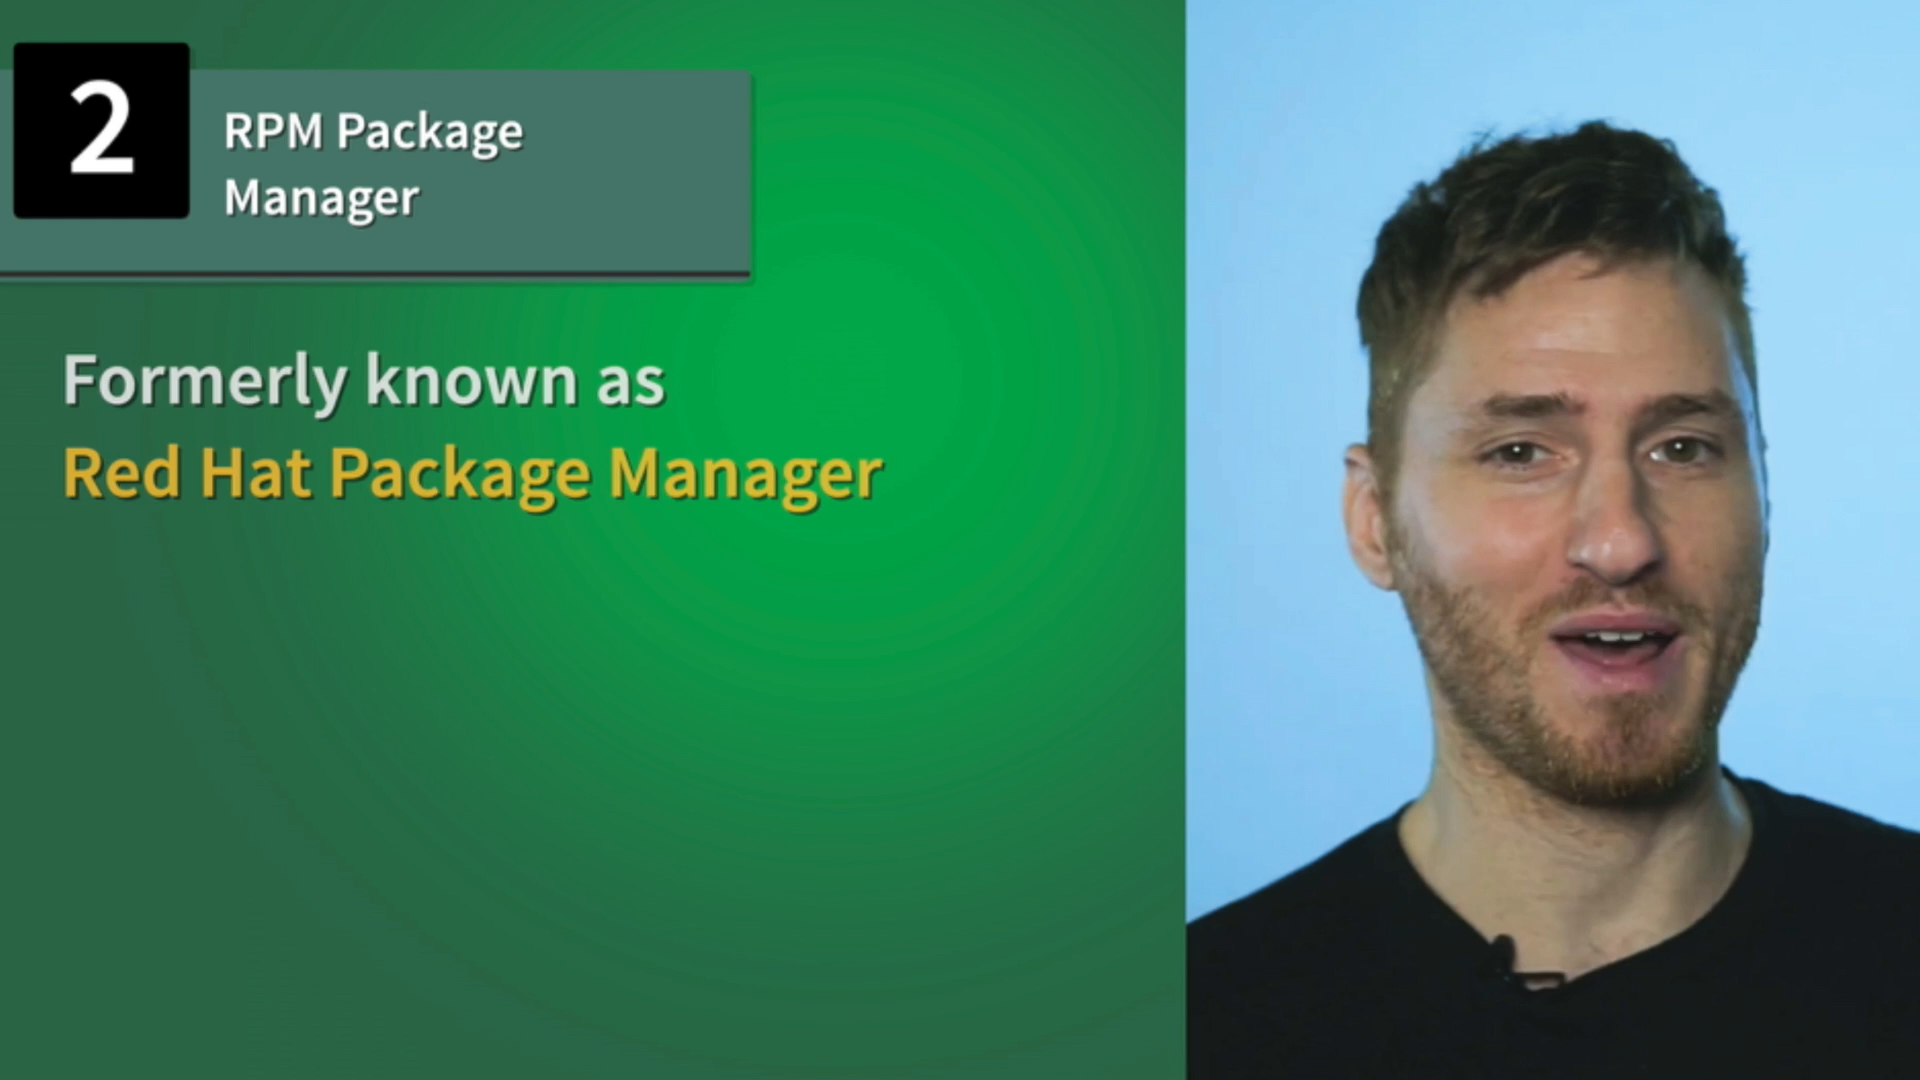 2
RPM Package
Manager
Formerly known as
Red Hat Package Manager